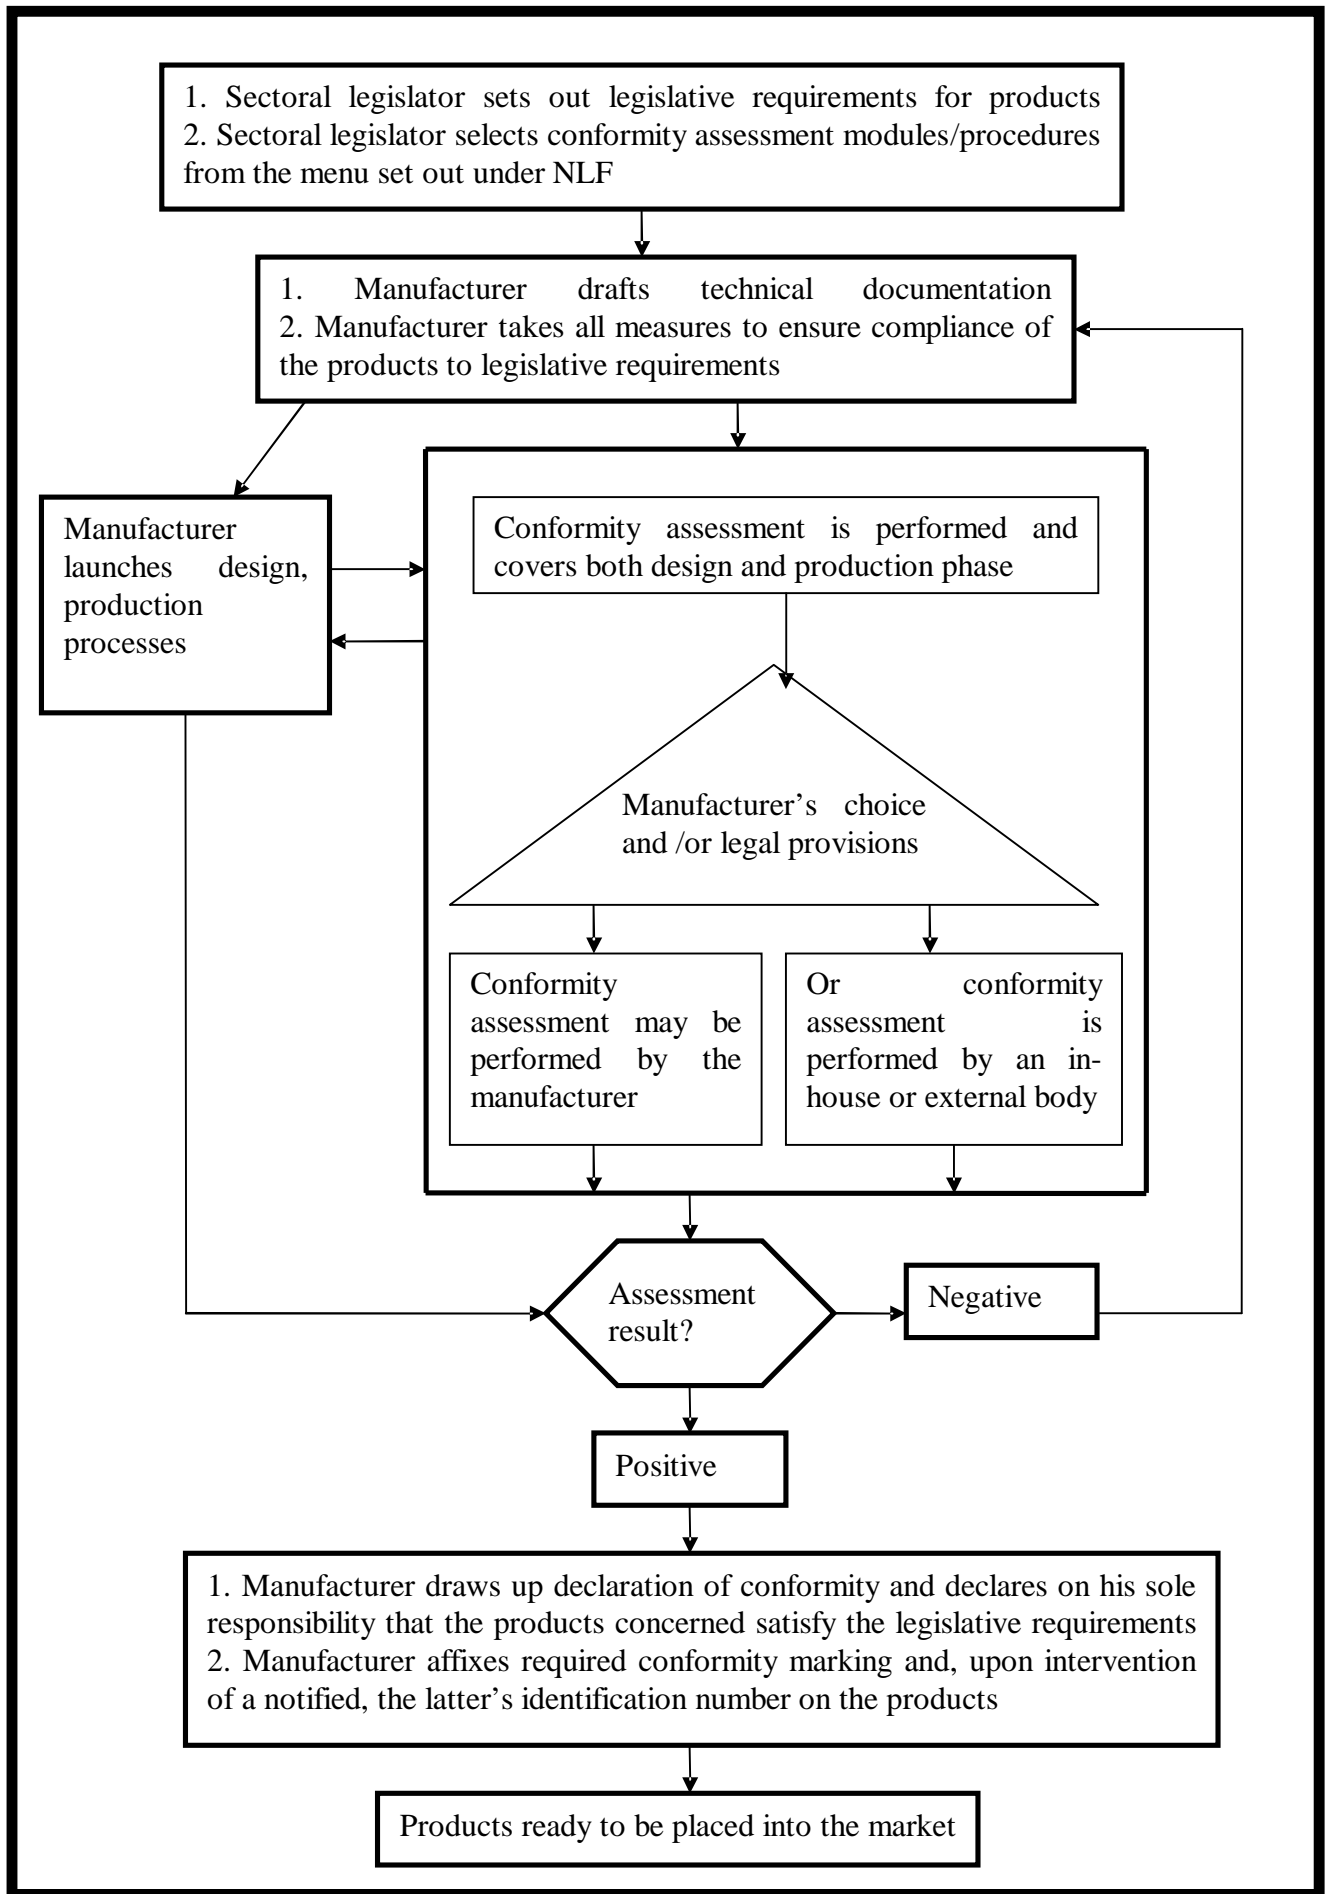 1. Sectoral legislator sets out legislative requirements for products
2. Sectoral legislator selects conformity assessment modules/procedures
from the menu set out under NLF
1. Manufacturer drafts technical documentation
2. Manufacturer takes all measures to ensure compliance of
the products to legislative requirements
Manufacturer
launches design,
production
processes
Conformity assessment is performed and
covers both design and production phase
Manufacturer’s choice
and /or legal provisions
Conformity
assessment may be
performed by the
manufacturer
Or conformity
assessment is
performed by an in-
house or external body
Assessment
result?
Negative
Positive
1. Manufacturer draws up declaration of conformity and declares on his sole
responsibility that the products concerned satisfy the legislative requirements
2. Manufacturer affixes required conformity marking and, upon intervention
of a notified, the latter’s identification number on the products
Products ready to be placed into the market